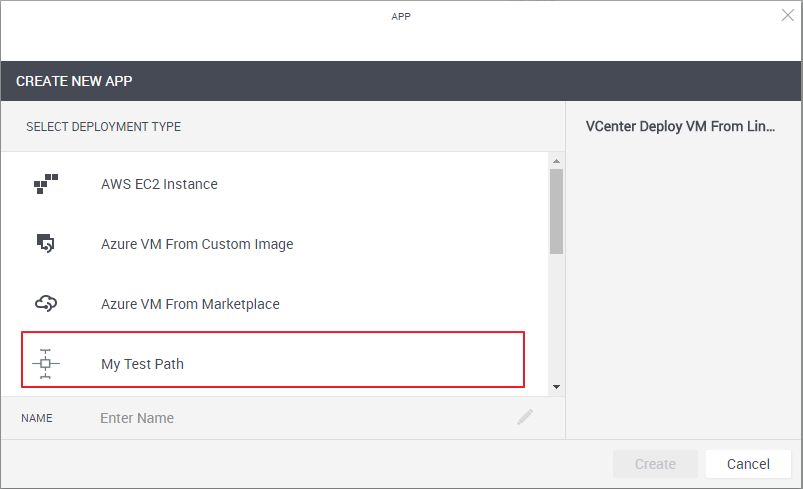 APP
CREATE NEW APP
SELECT DEPLOYMENT TYPE
VCenter Deploy VM From Lin...
AWS EC2 Instance
Azure VM From Custom Image
Azure VM From Marketplace
My Test Path
NAME Enter Name
Create Cancel